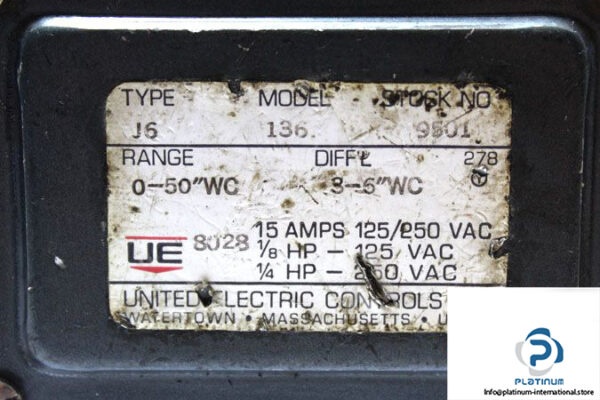 TYPE MODEL STOCK NO
J6 136 9501
RANGE DIFF'L 278
0-50"WC 3-6"WC
15 AMPS 125/250 VAC
UE 8028 1/8 HP - 125 VAC
1/4 HP - 250 VAC
UNITED ELECTRIC CONTROLS
WATERTOWN • MASSACHUSETTS • U
P
PLATINUM
Info@platinum-international.store